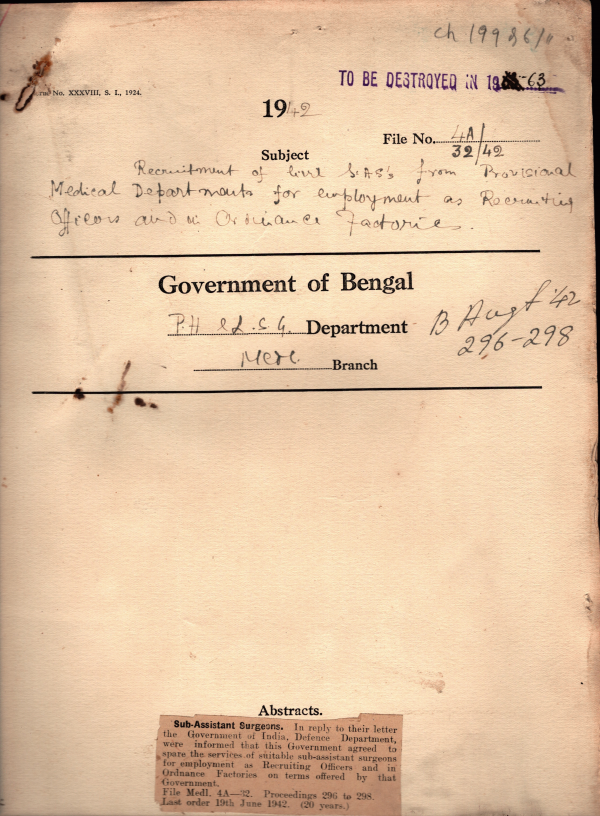 ch 19986/11
TO BE DESTROYED IN 19 63
Form No. XXXVIII, S. I., 1924.
1942
File No. 4A/
32/42
Subject
Recruitment of Civil S.A.S's from Provisional
Medical Departments for employment as Recruiting
Officers and in Ordinance Factories.
Government of Bengal
P.H & L.S.G. Department
B Augt '42
296-298
Medl. Branch
Abstracts.
Sub-Assistant Surgeons. In reply to their letter
the Government of India, Defence Department,
were informed that this Government agreed to
spare the services of suitable sub-assistant surgeons
for employment as Recruiting Officers and in
Ordnance Factories on terms offered by that
Government.
File Medl. 4A—32. Proceedings 296 to 298.
Last order 19th June 1942. (20 years.)